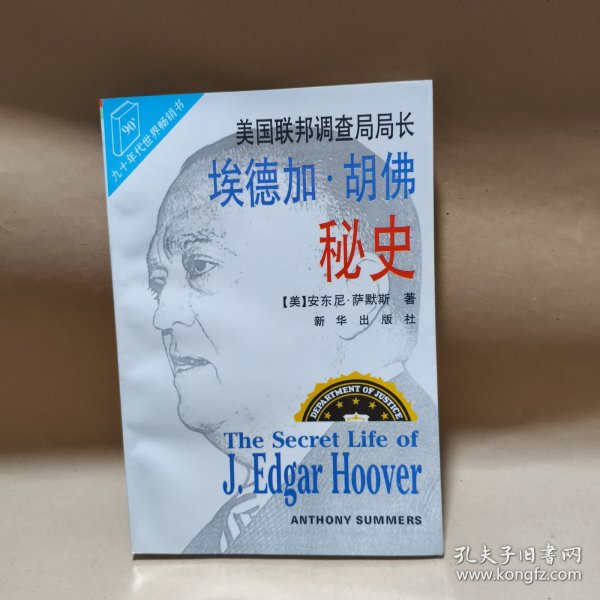 90'
九十年代世界畅销书
美国联邦调查局局长
埃德加·胡佛
秘史
【美】安东尼·萨默斯 著
新华出版社
DEPARTMENT OF JUSTICE
The Secret Life of
J. Edgar Hoover
ANTHONY SUMMERS
孔夫子旧书网
www.kongfz.com